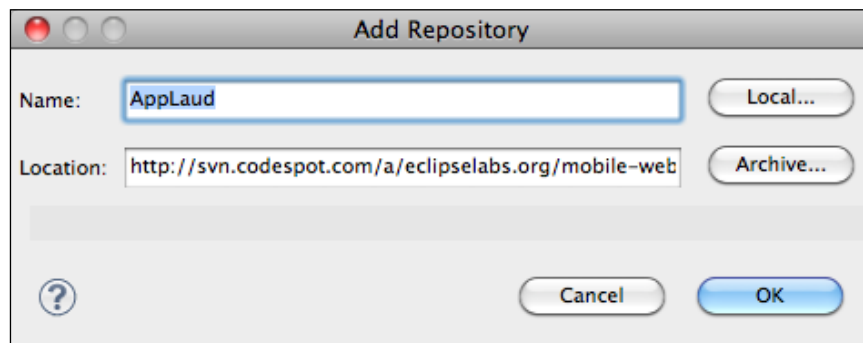 Add Repository
Name: AppLaud Local...
Location: http://svn.codespot.com/a/eclipselabs.org/mobile-web Archive...
? Cancel OK